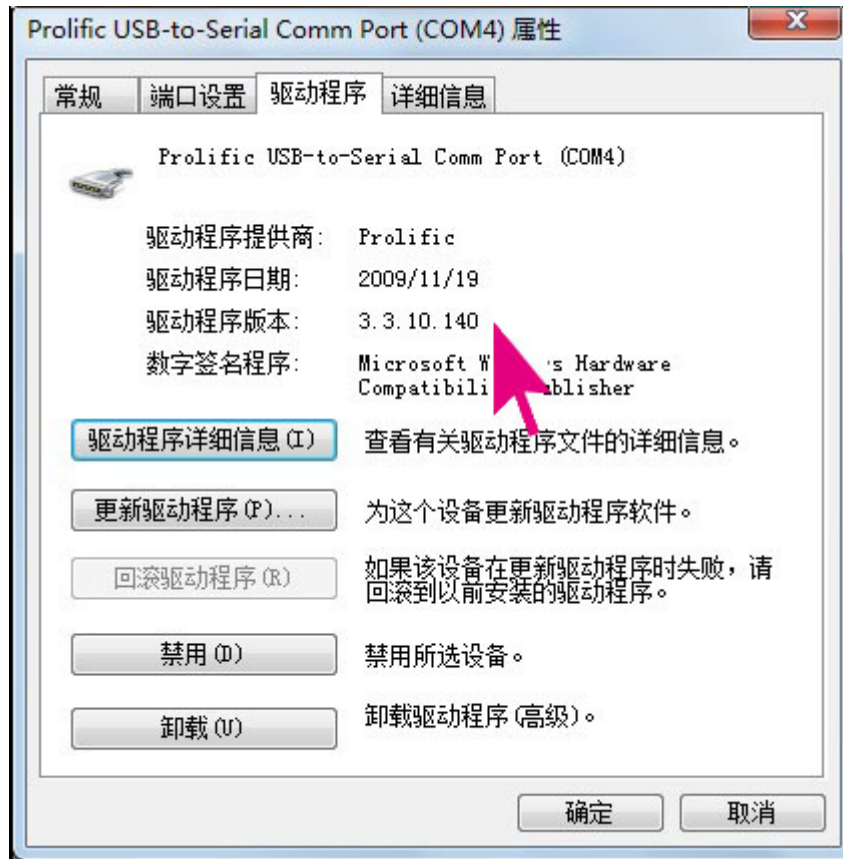 Prolific USB-to-Serial Comm Port (COM4) 属性
常规 端口设置 驱动程序 详细信息
Prolific USB-to-Serial Comm Port (COM4)
驱动程序提供商: Prolific
驱动程序日期: 2009/11/19
驱动程序版本: 3.3.10.140
数字签名程序: Microsoft Hardware
驱动程序详细信息(I) 查看有关驱动程序文件的详细信息。
更新驱动程序(P)... 为这个设备更新驱动程序软件。
回滚驱动程序(R) 如果该设备在更新驱动程序时失败，请
回滚到以前安装的驱动程序。
禁用(D) 禁用所选设备。
卸载(U) 卸载驱动程序(高级)。
确定 取消